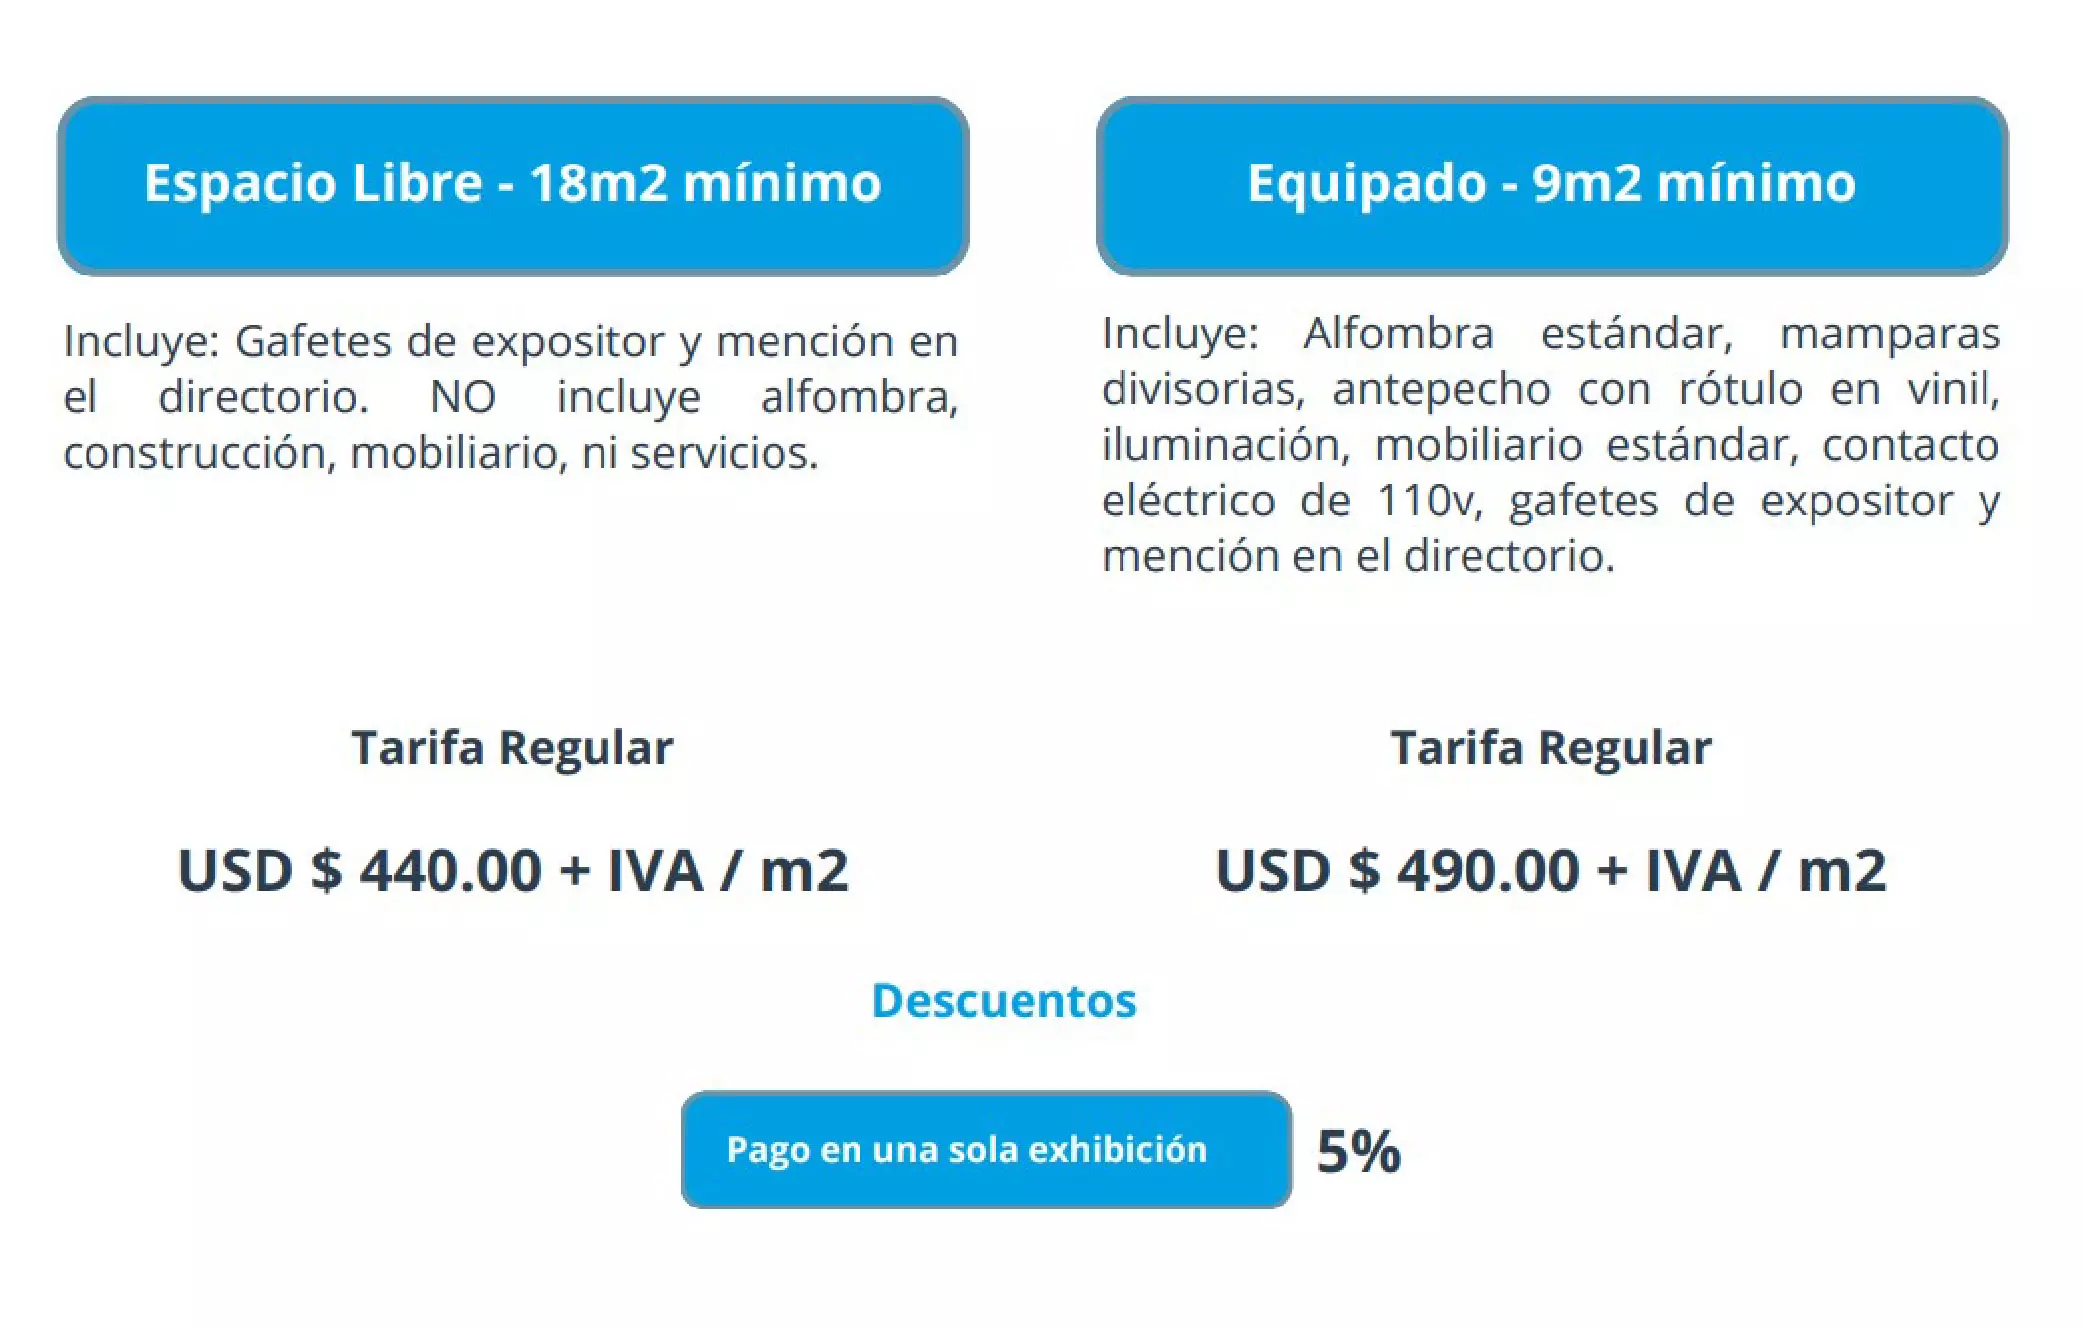 Espacio Libre - 18m2 mínimo
Incluye: Gafetes de expositor y mención en
el directorio. NO incluye alfombra,
construcción, mobiliario, ni servicios.
Tarifa Regular
USD $ 440.00 + IVA / m2
Equipado - 9m2 mínimo
Incluye: Alfombra estándar, mamparas
divisorias, antepecho con rótulo en vinil,
iluminación, mobiliario estándar, contacto
eléctrico de 110v, gafetes de expositor y
mención en el directorio.
Tarifa Regular
USD $ 490.00 + IVA / m2
Descuentos
Pago en una sola exhibición 5%